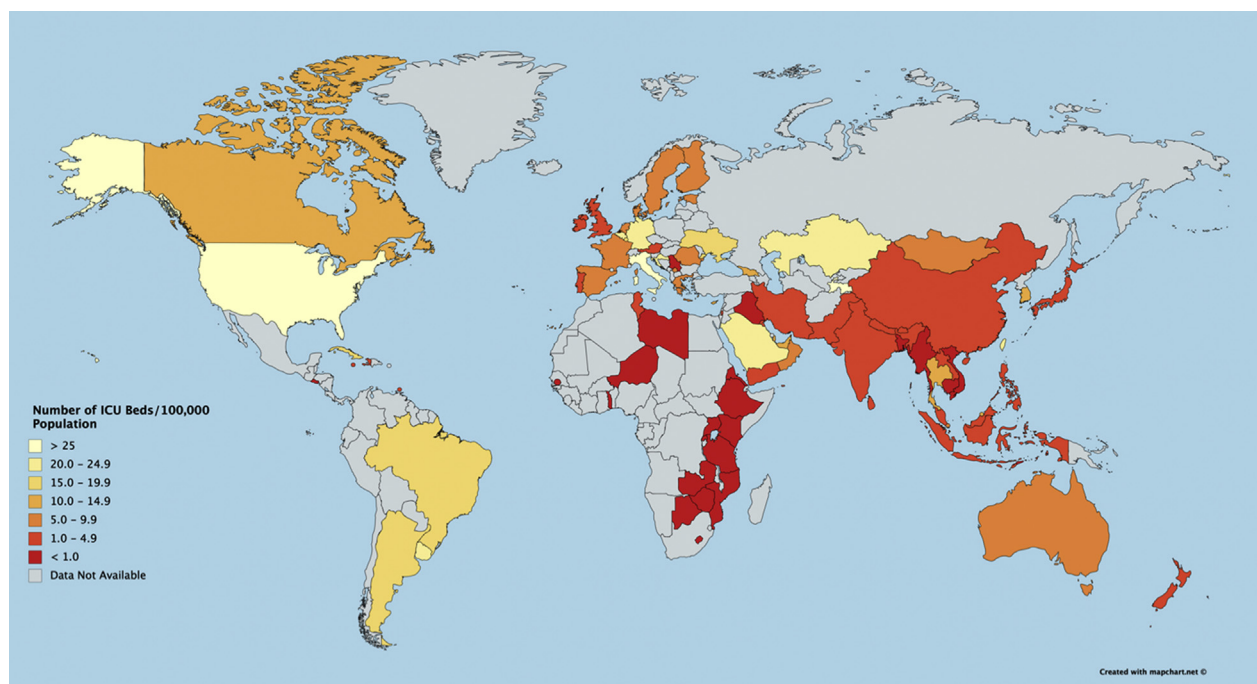 Number of ICU Beds/100,000
Population
> 25
20.0 - 24.9
15.0 - 19.9
10.0 - 14.9
5.0 - 9.9
1.0 - 4.9
< 1.0
Data Not Available
Created with mapchart.net ©